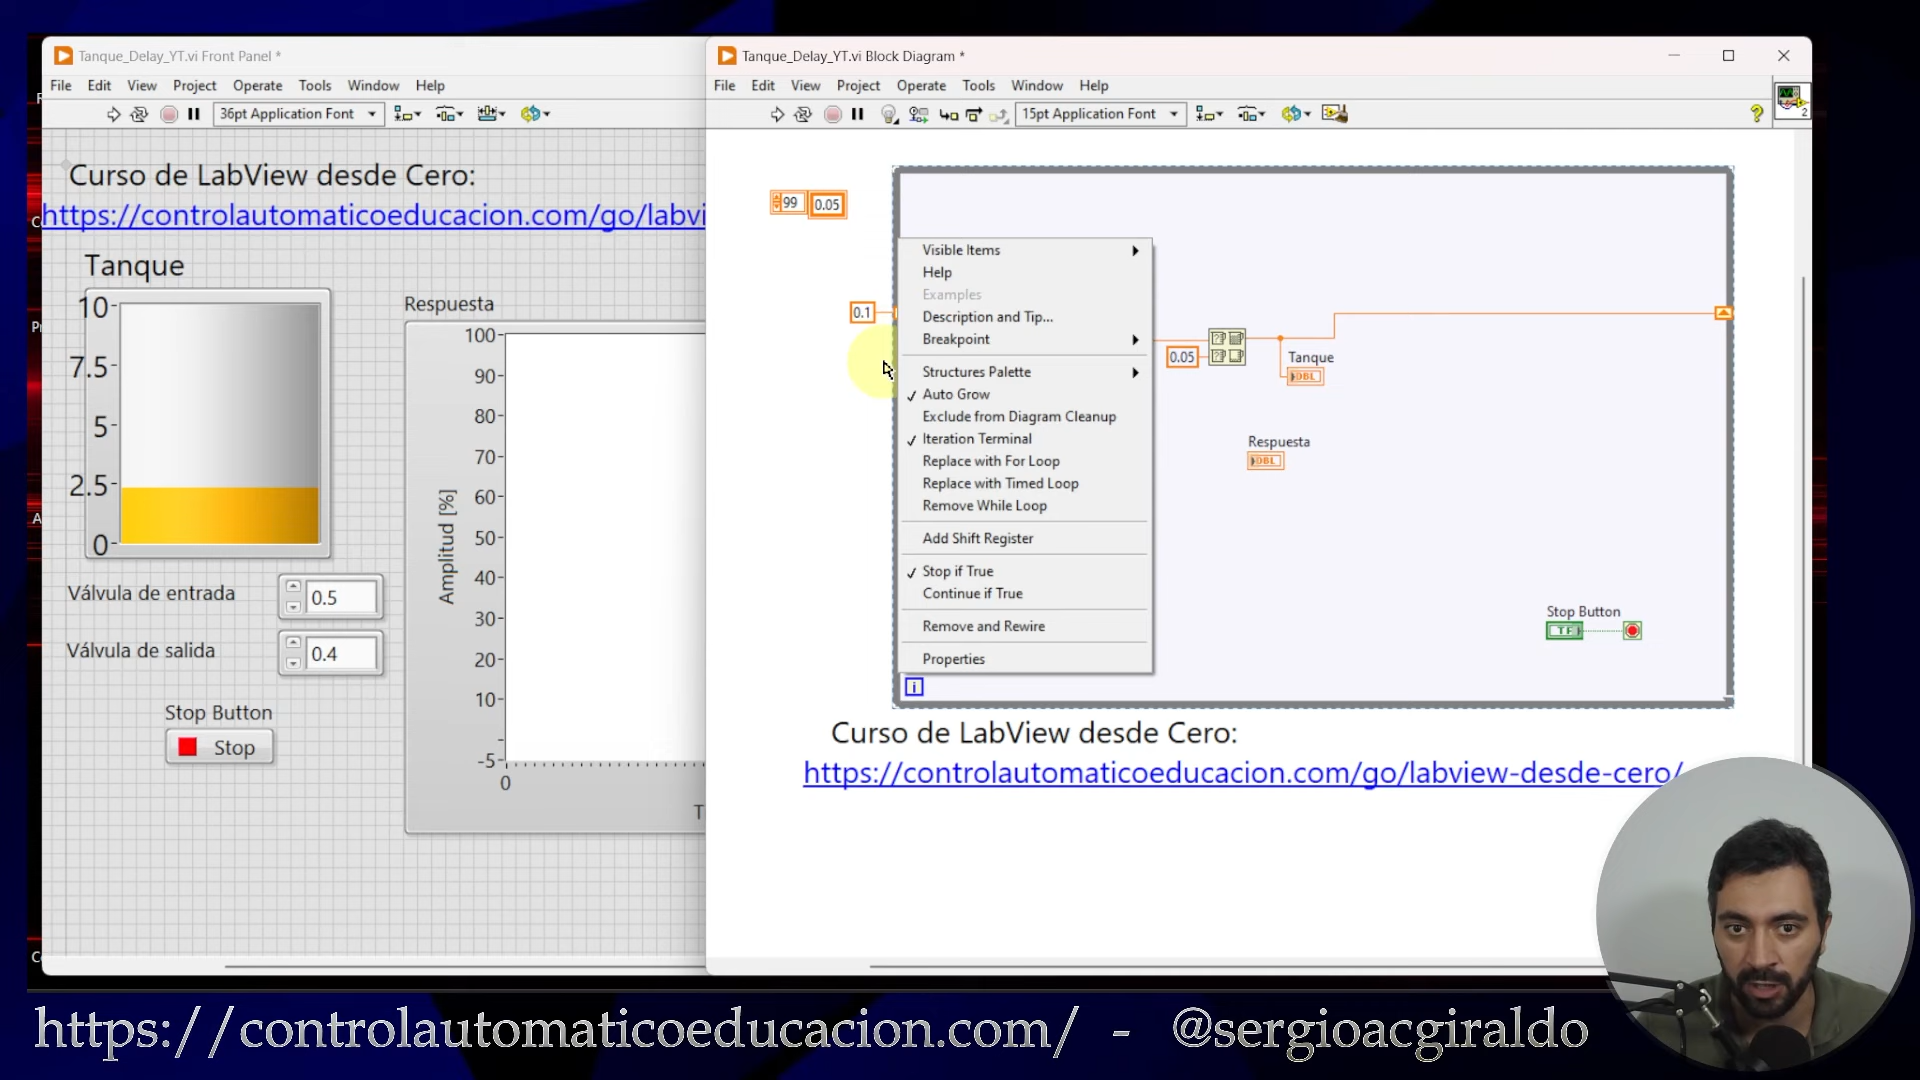 Tanque_Delay_YT.vi Front Panel *
File Edit View Project Operate Tools Window Help
36pt Application Font
Curso de LabView desde Cero:
https://controlautomaticoeducacion.com/go/labvi
Tanque
10
7.5
5
2.5
0
Válvula de entrada
0.5
Válvula de salida
0.4
Stop Button
Stop
Respuesta
100
90
80
70
60
50
40
30
20
10
-5
0
Amplitud [%]
T
Tanque_Delay_YT.vi Block Diagram *
File Edit View Project Operate Tools Window Help
15pt Application Font
2
99 0.05
0.1
Visible Items
Help
Examples
Description and Tip...
Breakpoint
Structures Palette
Auto Grow
Exclude from Diagram Cleanup
Iteration Terminal
Replace with For Loop
Replace with Timed Loop
Remove While Loop
Add Shift Register
Stop if True
Continue if True
Remove and Rewire
Properties
i
0.05
Tanque
DBL
Respuesta
DBL
Stop Button
TF
Curso de LabView desde Cero:
https://controlautomaticoeducacion.com/go/labview-desde-cero/
https://controlautomaticoeducacion.com/ - @sergioacgiraldo